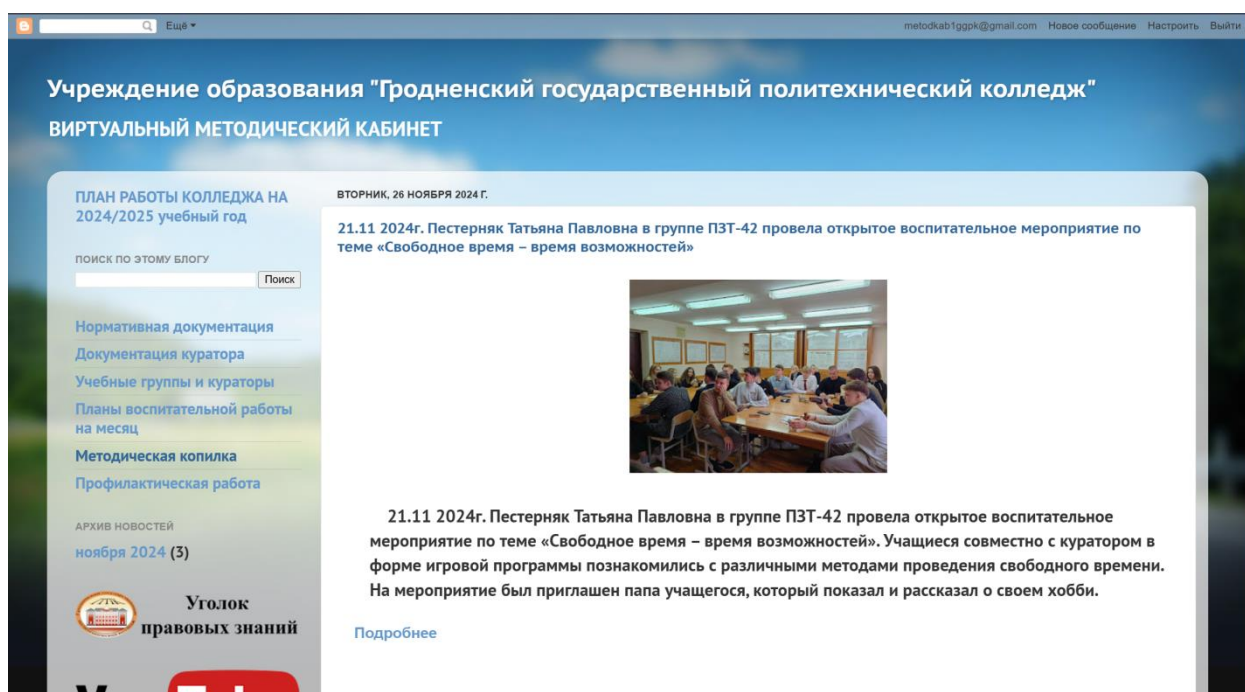 Ещё
metodkab1ggpk@gmail.com Новое сообщение Настроить Выйти
Учреждение образования "Гродненский государственный политехнический колледж"
ВИРТУАЛЬНЫЙ МЕТОДИЧЕСКИЙ КАБИНЕТ
ПЛАН РАБОТЫ КОЛЛЕДЖА НА
2024/2025 учебный год
ПОИСК ПО ЭТОМУ БЛОГУ
Поиск
Нормативная документация
Документация куратора
Учебные группы и кураторы
Планы воспитательной работы
на месяц
Методическая копилка
Профилактическая работа
АРХИВ НОВОСТЕЙ
ноября 2024 (3)
Уголок
правовых знаний
ВТОРНИК, 26 НОЯБРЯ 2024 Г.
21.11 2024г. Пестерняк Татьяна Павловна в группе ПЗТ-42 провела открытое воспитательное мероприятие по
теме «Свободное время – время возможностей»
21.11 2024г. Пестерняк Татьяна Павловна в группе ПЗТ-42 провела открытое воспитательное
мероприятие по теме «Свободное время – время возможностей». Учащиеся совместно с куратором в
форме игровой программы познакомились с различными методами проведения свободного времени.
На мероприятие был приглашен папа учащегося, который показал и рассказал о своем хобби.
Подробнее